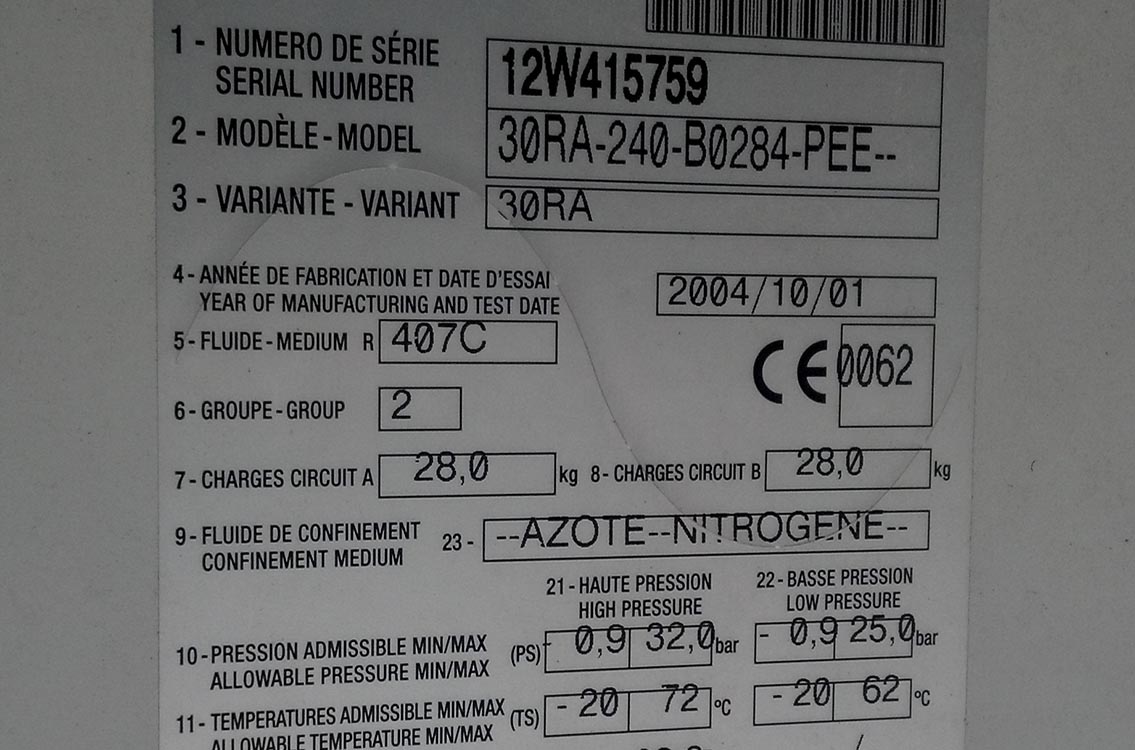 1 - NUMERO DE SÉRIE
SERIAL NUMBER
12W415759
2 - MODÈLE - MODEL
30RA-240-B0284-PEE--
3 - VARIANTE - VARIANT
30RA
4 - ANNÉE DE FABRICATION ET DATE D'ESSAI
YEAR OF MANUFACTURING AND TEST DATE
2004/10/01
5 - FLUIDE - MEDIUM R 407C
CE 0062
6 - GROUPE - GROUP 2
7 - CHARGES CIRCUIT A 28,0 kg 8 - CHARGES CIRCUIT B 28,0 kg
9 - FLUIDE DE CONFINEMENT
CONFINEMENT MEDIUM
23 - --AZOTE--NITROGENE--
21 - HAUTE PRESSION
HIGH PRESSURE
22 - BASSE PRESSION
LOW PRESSURE
10 - PRESSION ADMISSIBLE MIN/MAX
ALLOWABLE PRESSURE MIN/MAX
(PS) - 0,9 32,0 bar - 0,9 25,0 bar
11 - TEMPERATURES ADMISSIBLE MIN/MAX
ALLOWABLE TEMPERATURE MIN/MAX
(TS) - 20 72 °C - 20 62 °C